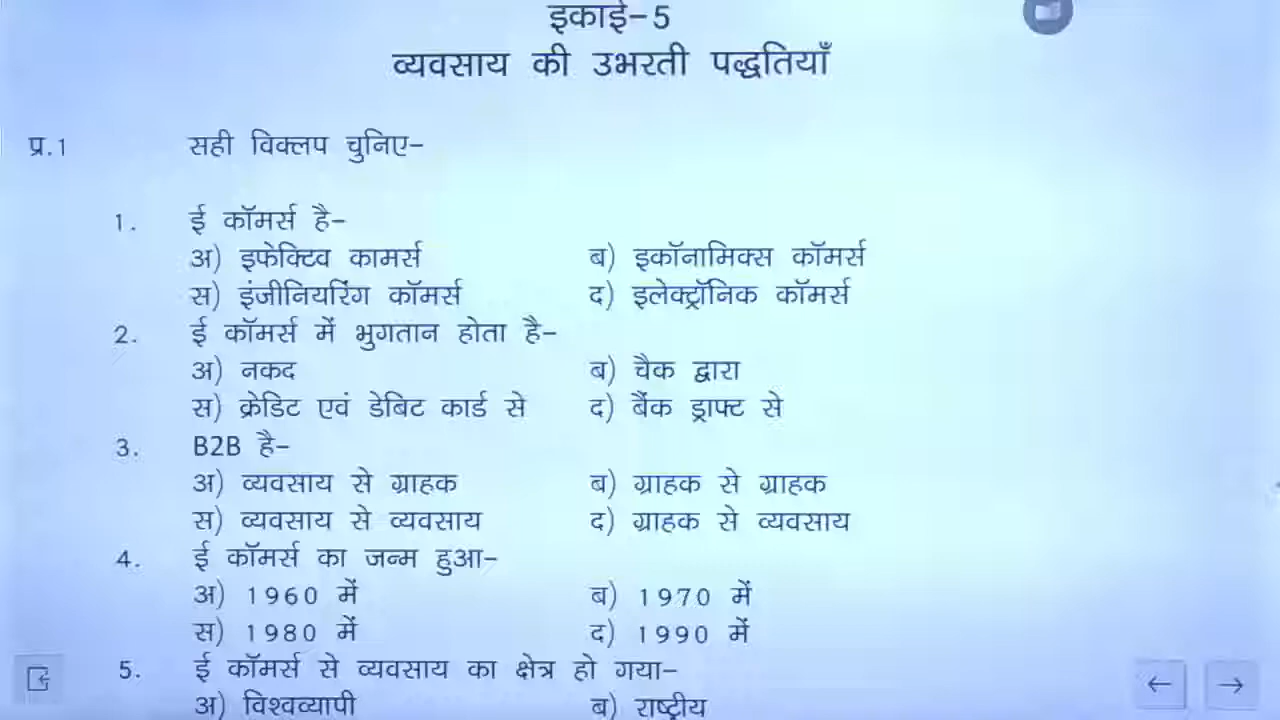 इकाई-5
व्यवसाय की उभरती पद्धतियाँ
प्र.1 सही विक्लप चुनिए-
1. ई कॉमर्स है-
अ) इफेक्टिव कामर्स ब) इकॉनामिक्स कॉमर्स
स) इंजीनियरिंग कॉमर्स द) इलेक्ट्रॉनिक कॉमर्स
2. ई कॉमर्स में भुगतान होता है-
अ) नकद ब) चैक द्वारा
स) क्रेडिट एवं डेबिट कार्ड से द) बैंक ड्राफ्ट से
3. B2B है-
अ) व्यवसाय से ग्राहक ब) ग्राहक से ग्राहक
स) व्यवसाय से व्यवसाय द) ग्राहक से व्यवसाय
4. ई कॉमर्स का जन्म हुआ-
अ) 1960 में ब) 1970 में
स) 1980 में द) 1990 में
5. ई कॉमर्स से व्यवसाय का क्षेत्र हो गया-
अ) विश्वव्यापी ब) राष्ट्रीय